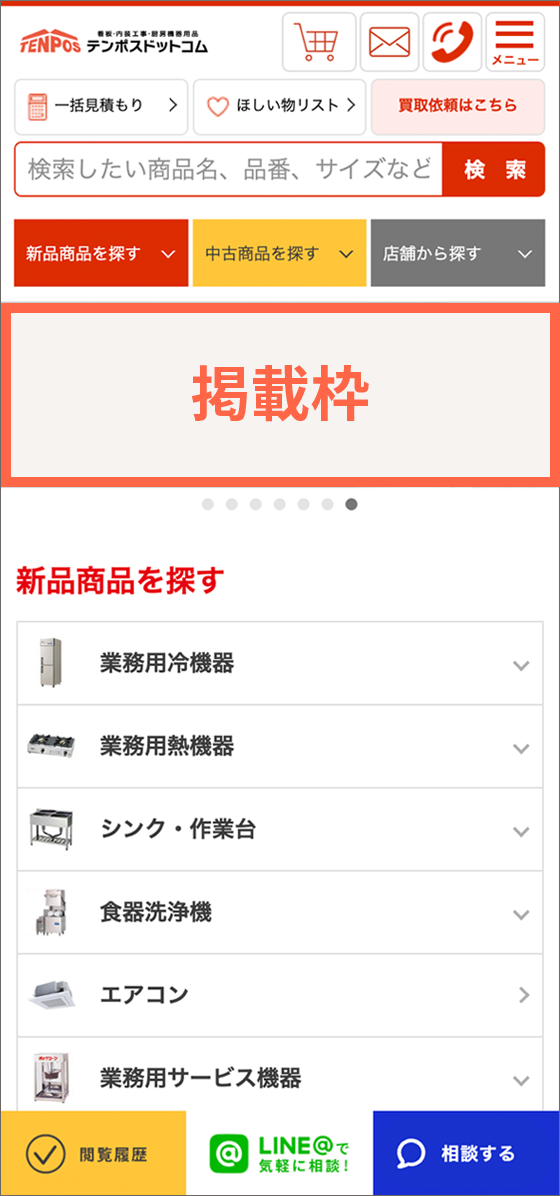 看板・内装工事・厨房機器用品
TENPOS テンポスドットコム
メニュー
一括見積もり
ほしい物リスト
買取依頼はこちら
検索したい商品名、品番、サイズなど
検 索
新品商品を探す
中古商品を探す
店舗から探す
掲載枠
新品商品を探す
業務用冷機器
業務用熱機器
シンク・作業台
食器洗浄機
エアコン
ポップコーン
業務用サービス機器
閲覧履歴
LINE@で
気軽に相談!
相談する